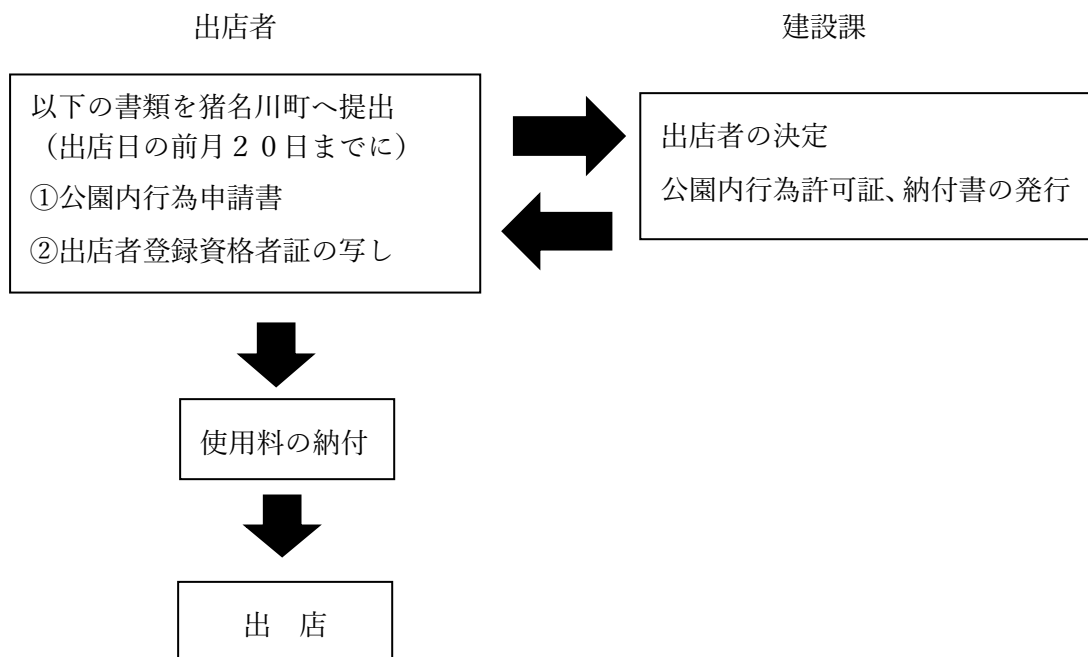 出店者
建設課
以下の書類を猪名川町へ提出
（出店日の前月２０日までに）
①公園内行為申請書
②出店者登録資格者証の写し
出店者の決定
公園内行為許可証、納付書の発行
使用料の納付
出　店